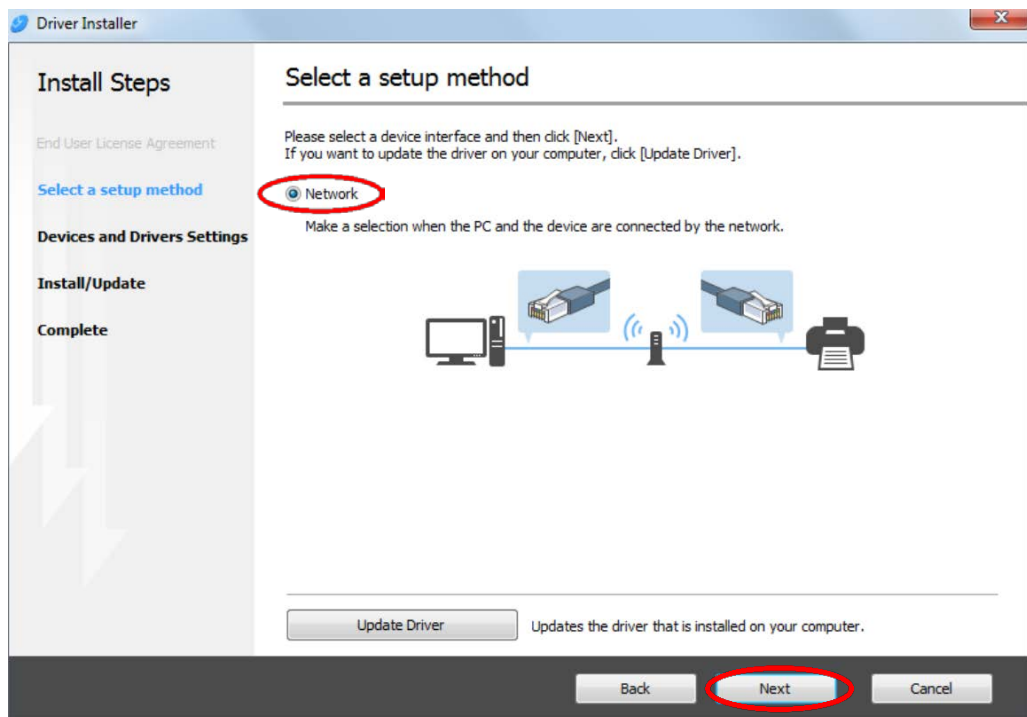 Driver Installer
Install Steps
End User License Agreement
Select a setup method
Devices and Drivers Settings
Install/Update
Complete
Select a setup method
Please select a device interface and then click [Next].
If you want to update the driver on your computer, click [Update Driver].
Network
Make a selection when the PC and the device are connected by the network.
Update Driver
Updates the driver that is installed on your computer.
Back
Next
Cancel